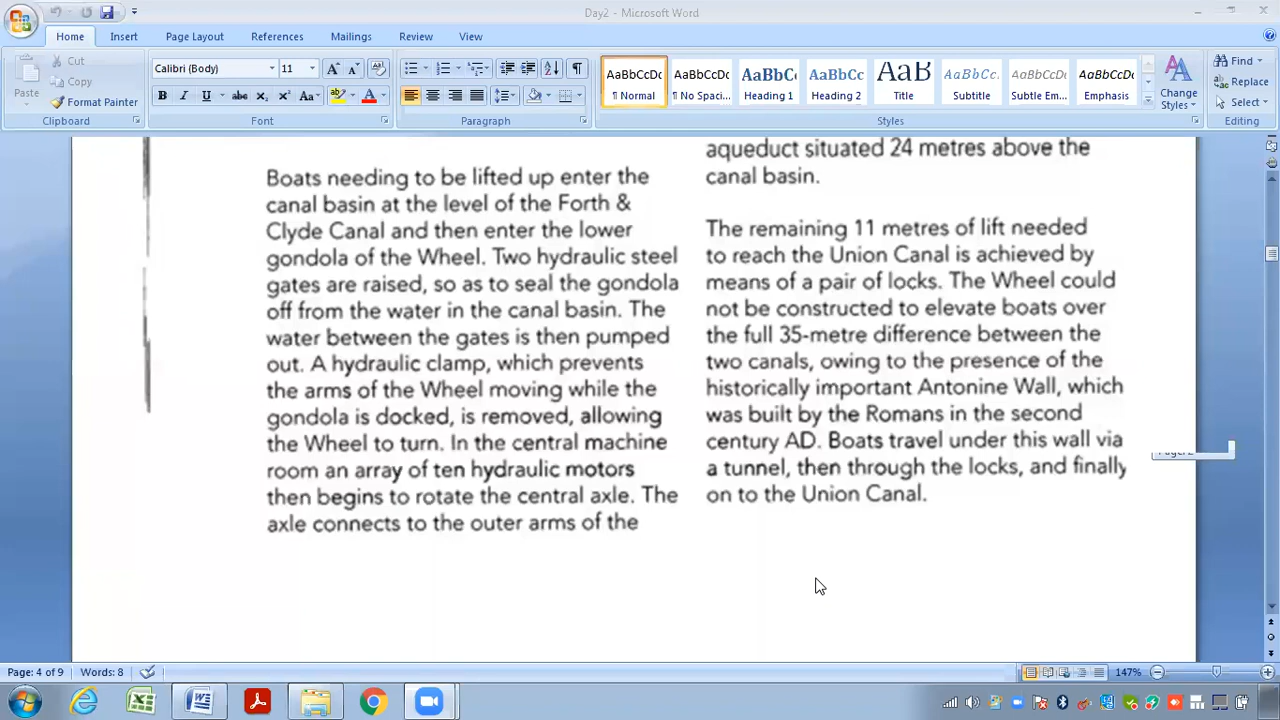 Day2 - Microsoft Word
Home Insert Page Layout References Mailings Review View
Paste
Cut
Copy
Format Painter
Clipboard
Calibri (Body) 11
Font
Paragraph
AaBbCcDc AaBbCcDc AaBbC AaBbCc AaB AaBbCc. AaBbCcDc AaBbCcDc
¶ Normal ¶ No Spaci... Heading 1 Heading 2 Title Subtitle Subtle Em... Emphasis
Change Styles
Styles
Find
Replace
Select
Editing
Boats needing to be lifted up enter the
canal basin at the level of the Forth &
Clyde Canal and then enter the lower
gondola of the Wheel. Two hydraulic steel
gates are raised, so as to seal the gondola
off from the water in the canal basin. The
water between the gates is then pumped
out. A hydraulic clamp, which prevents
the arms of the Wheel moving while the
gondola is docked, is removed, allowing
the Wheel to turn. In the central machine
room an array of ten hydraulic motors
then begins to rotate the central axle. The
axle connects to the outer arms of the
aqueduct situated 24 metres above the
canal basin.
The remaining 11 metres of lift needed
to reach the Union Canal is achieved by
means of a pair of locks. The Wheel could
not be constructed to elevate boats over
the full 35-metre difference between the
two canals, owing to the presence of the
historically important Antonine Wall, which
was built by the Romans in the second
century AD. Boats travel under this wall via
a tunnel, then through the locks, and finally
on to the Union Canal.
Page: 4 of 9 Words: 8 147%